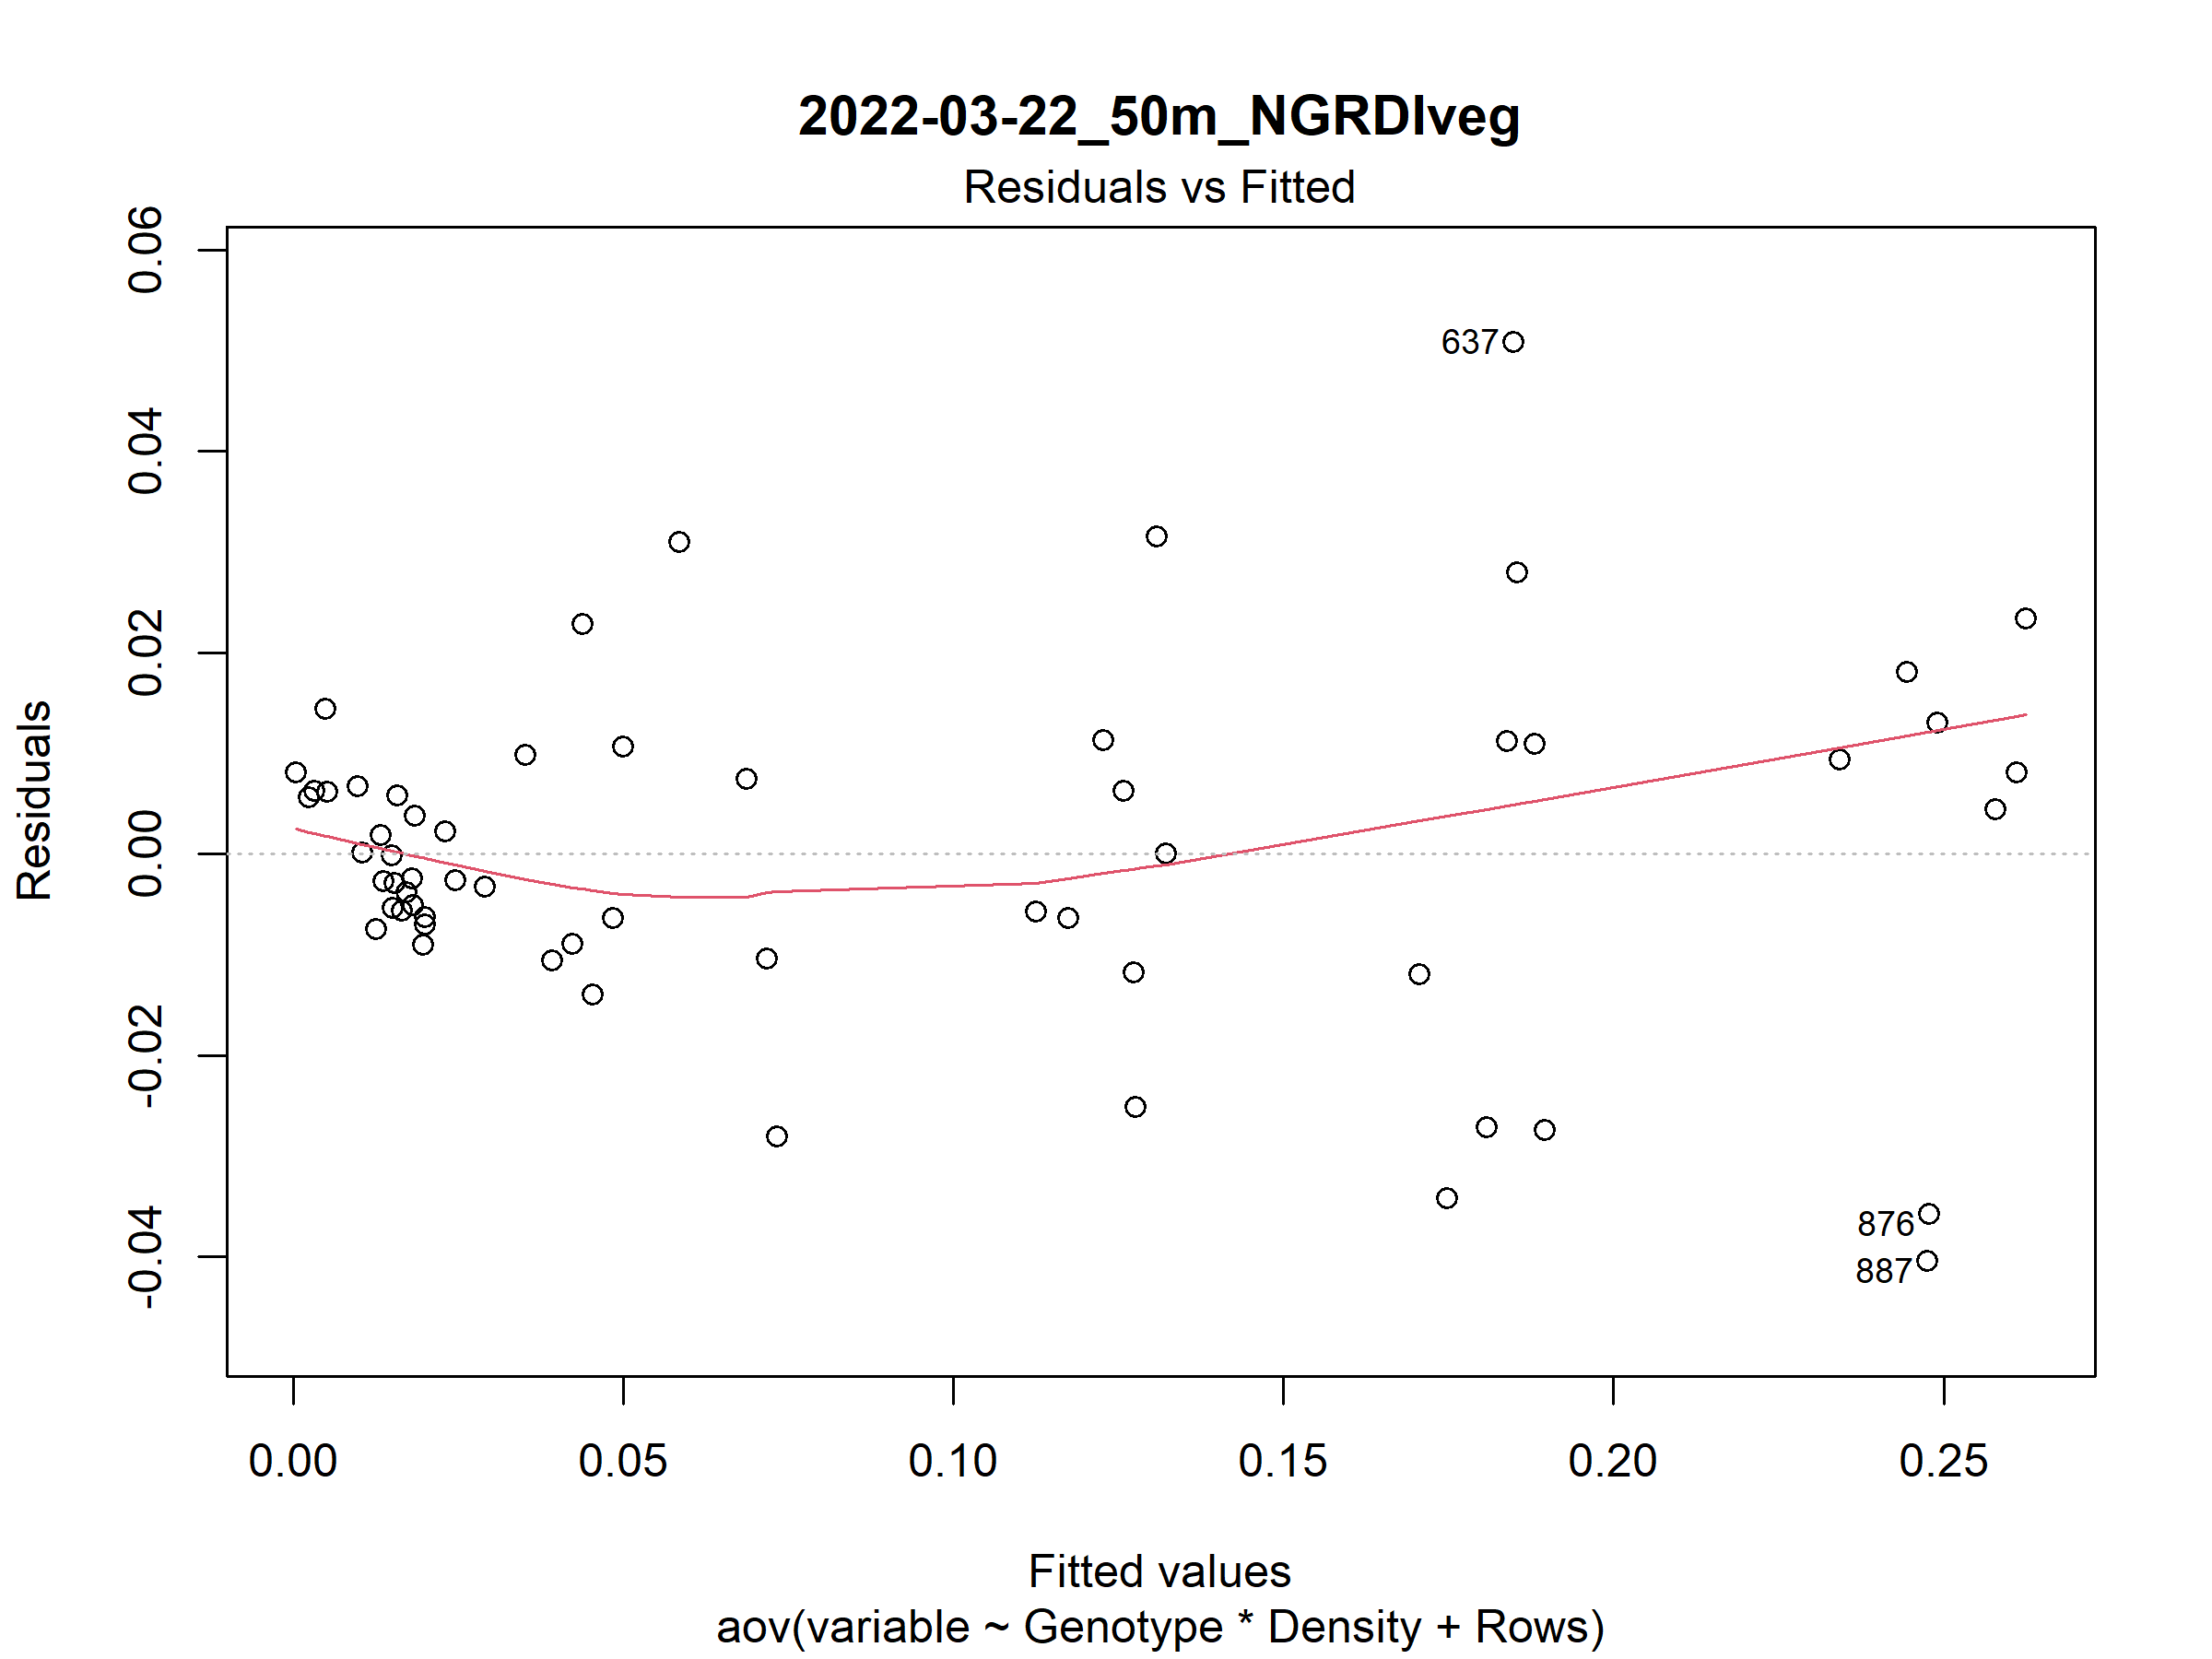 2022-03-22_50m_NGRDIveg
Residuals vs Fitted
Residuals
0.06
0.04
0.02
0.00
-0.02
-0.04
637
876
887
0.00 0.05 0.10 0.15 0.20 0.25
Fitted values
aov(variable ~ Genotype * Density + Rows)